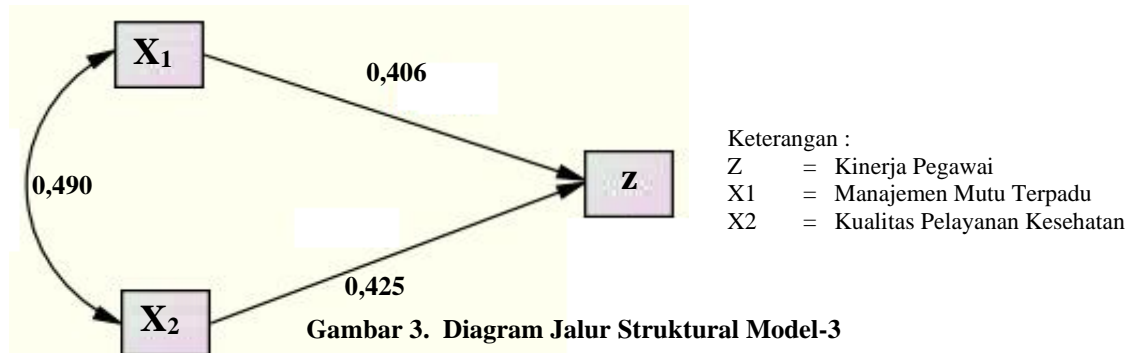 X1
0,406
0,490
z
0,425
X2
Keterangan :
Z = Kinerja Pegawai
X1 = Manajemen Mutu Terpadu
X2 = Kualitas Pelayanan Kesehatan
Gambar 3. Diagram Jalur Struktural Model-3